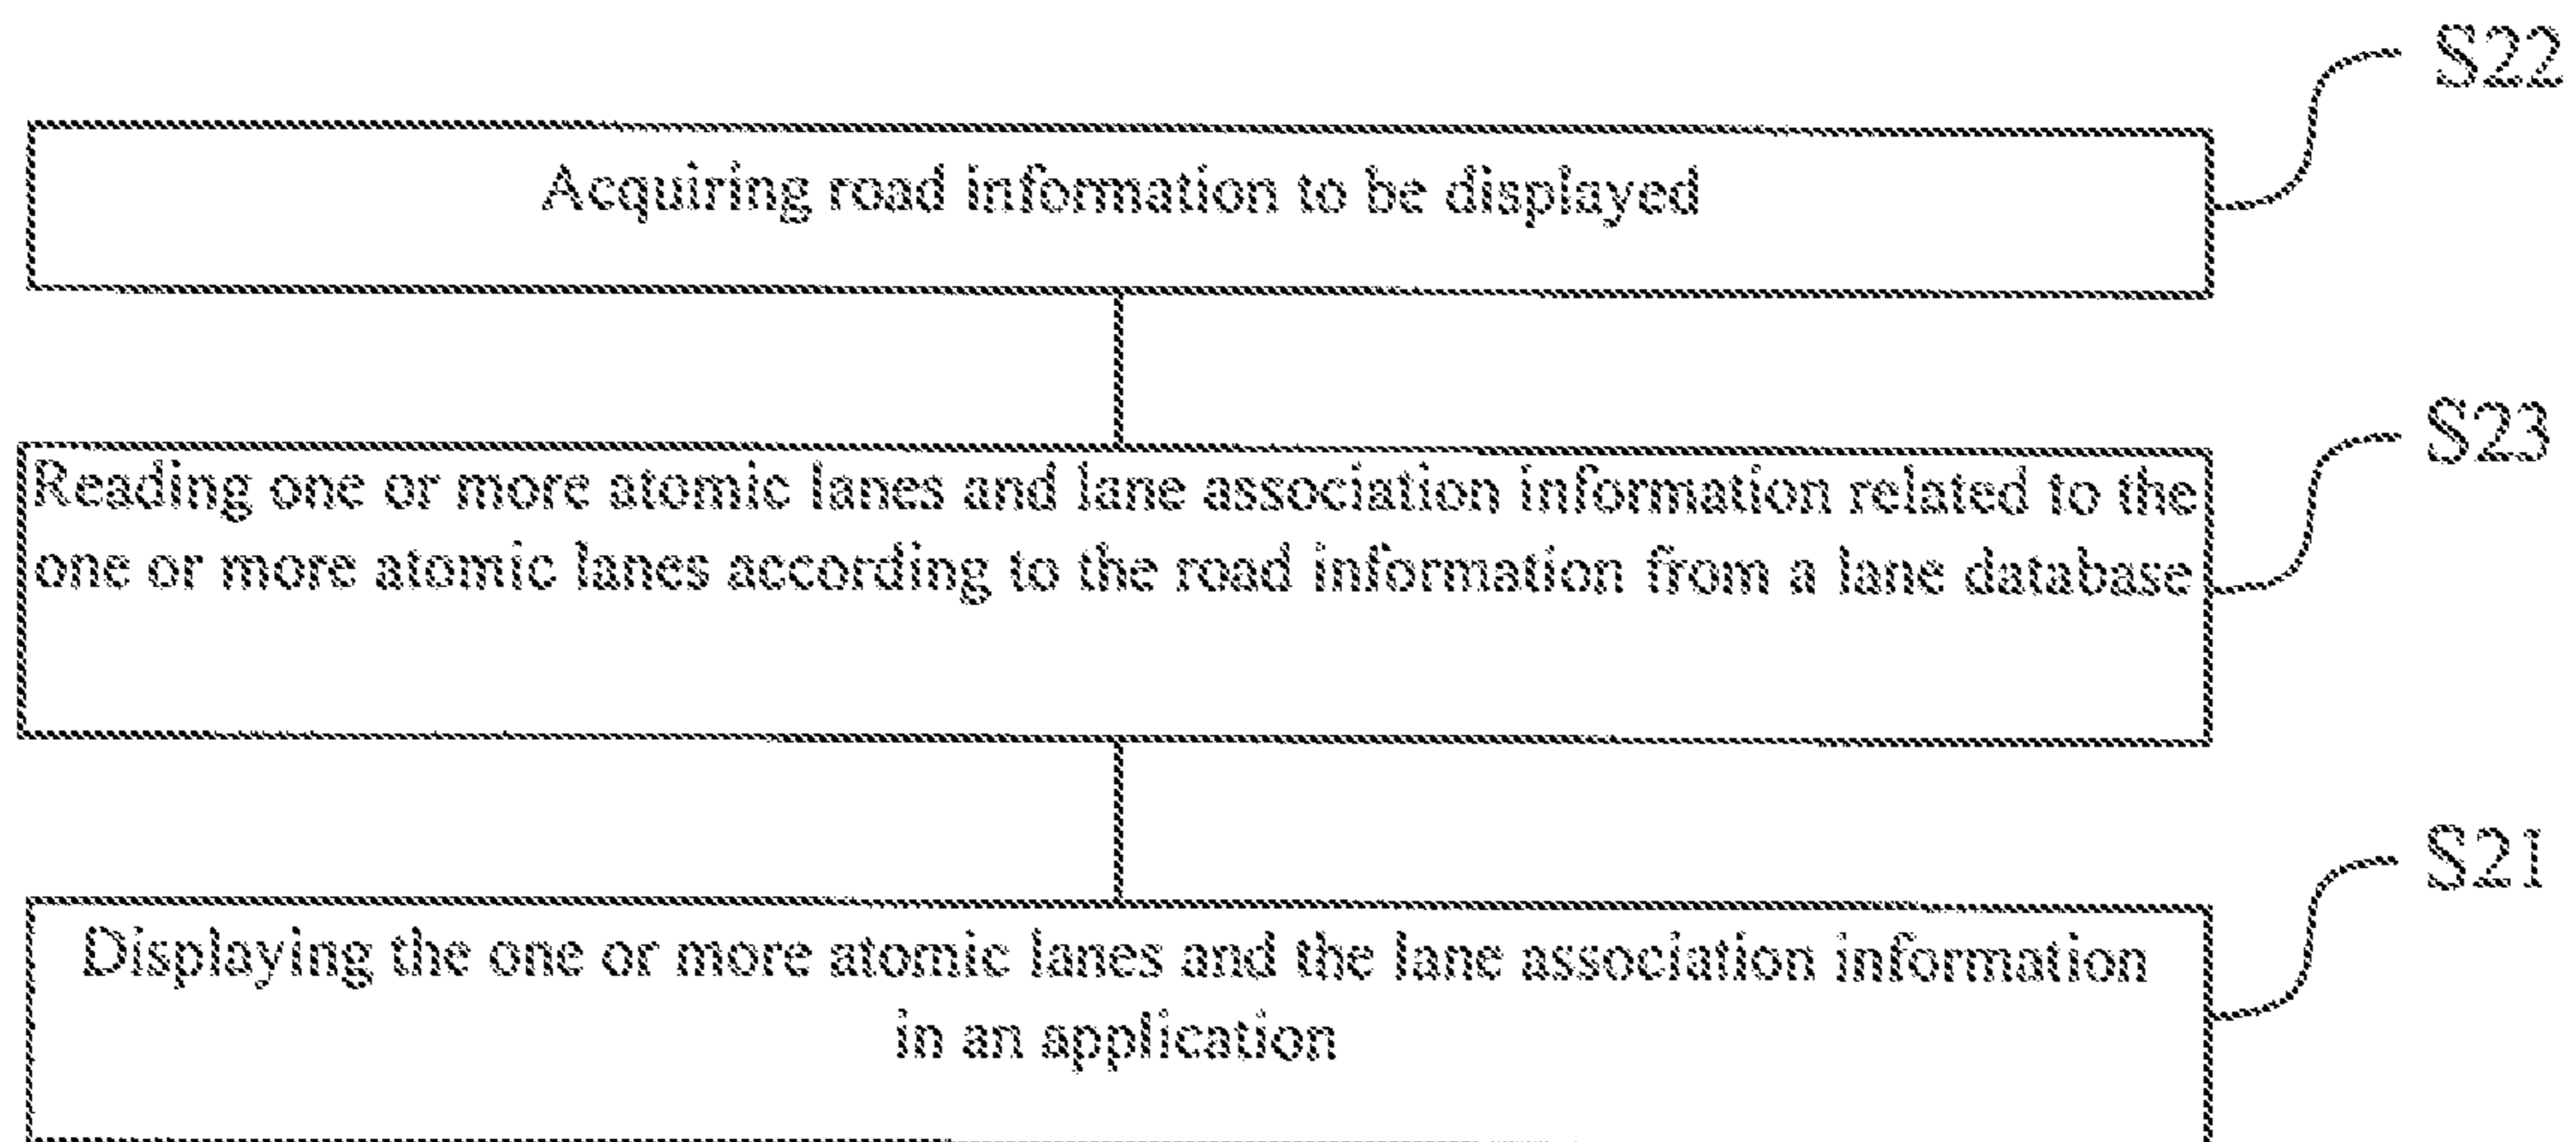 S22
Acquiring road information to be displayed
S23
Reading one or more atomic lanes and lane association information related to the
one or more atomic lanes according to the road information from a lane database
S21
Displaying the one or more atomic lanes and the lane association information
in an application